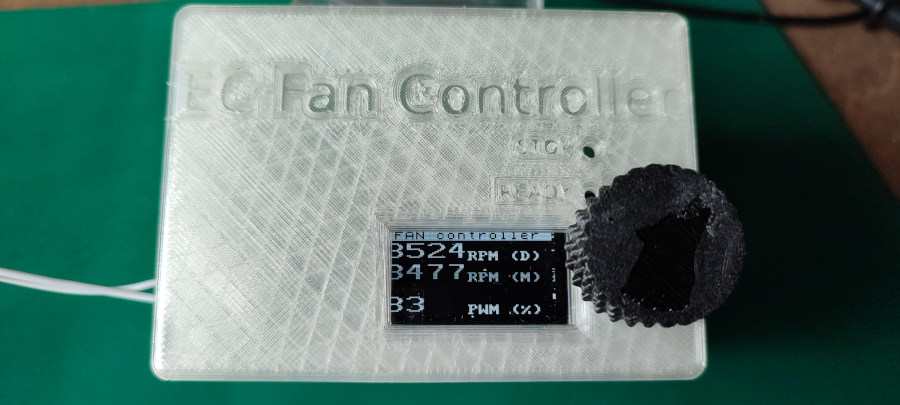 EC Fan Controller
STOP
READY
FAN controller
3524 RPM (D)
3477 RPM (M)
33 PWM (%)